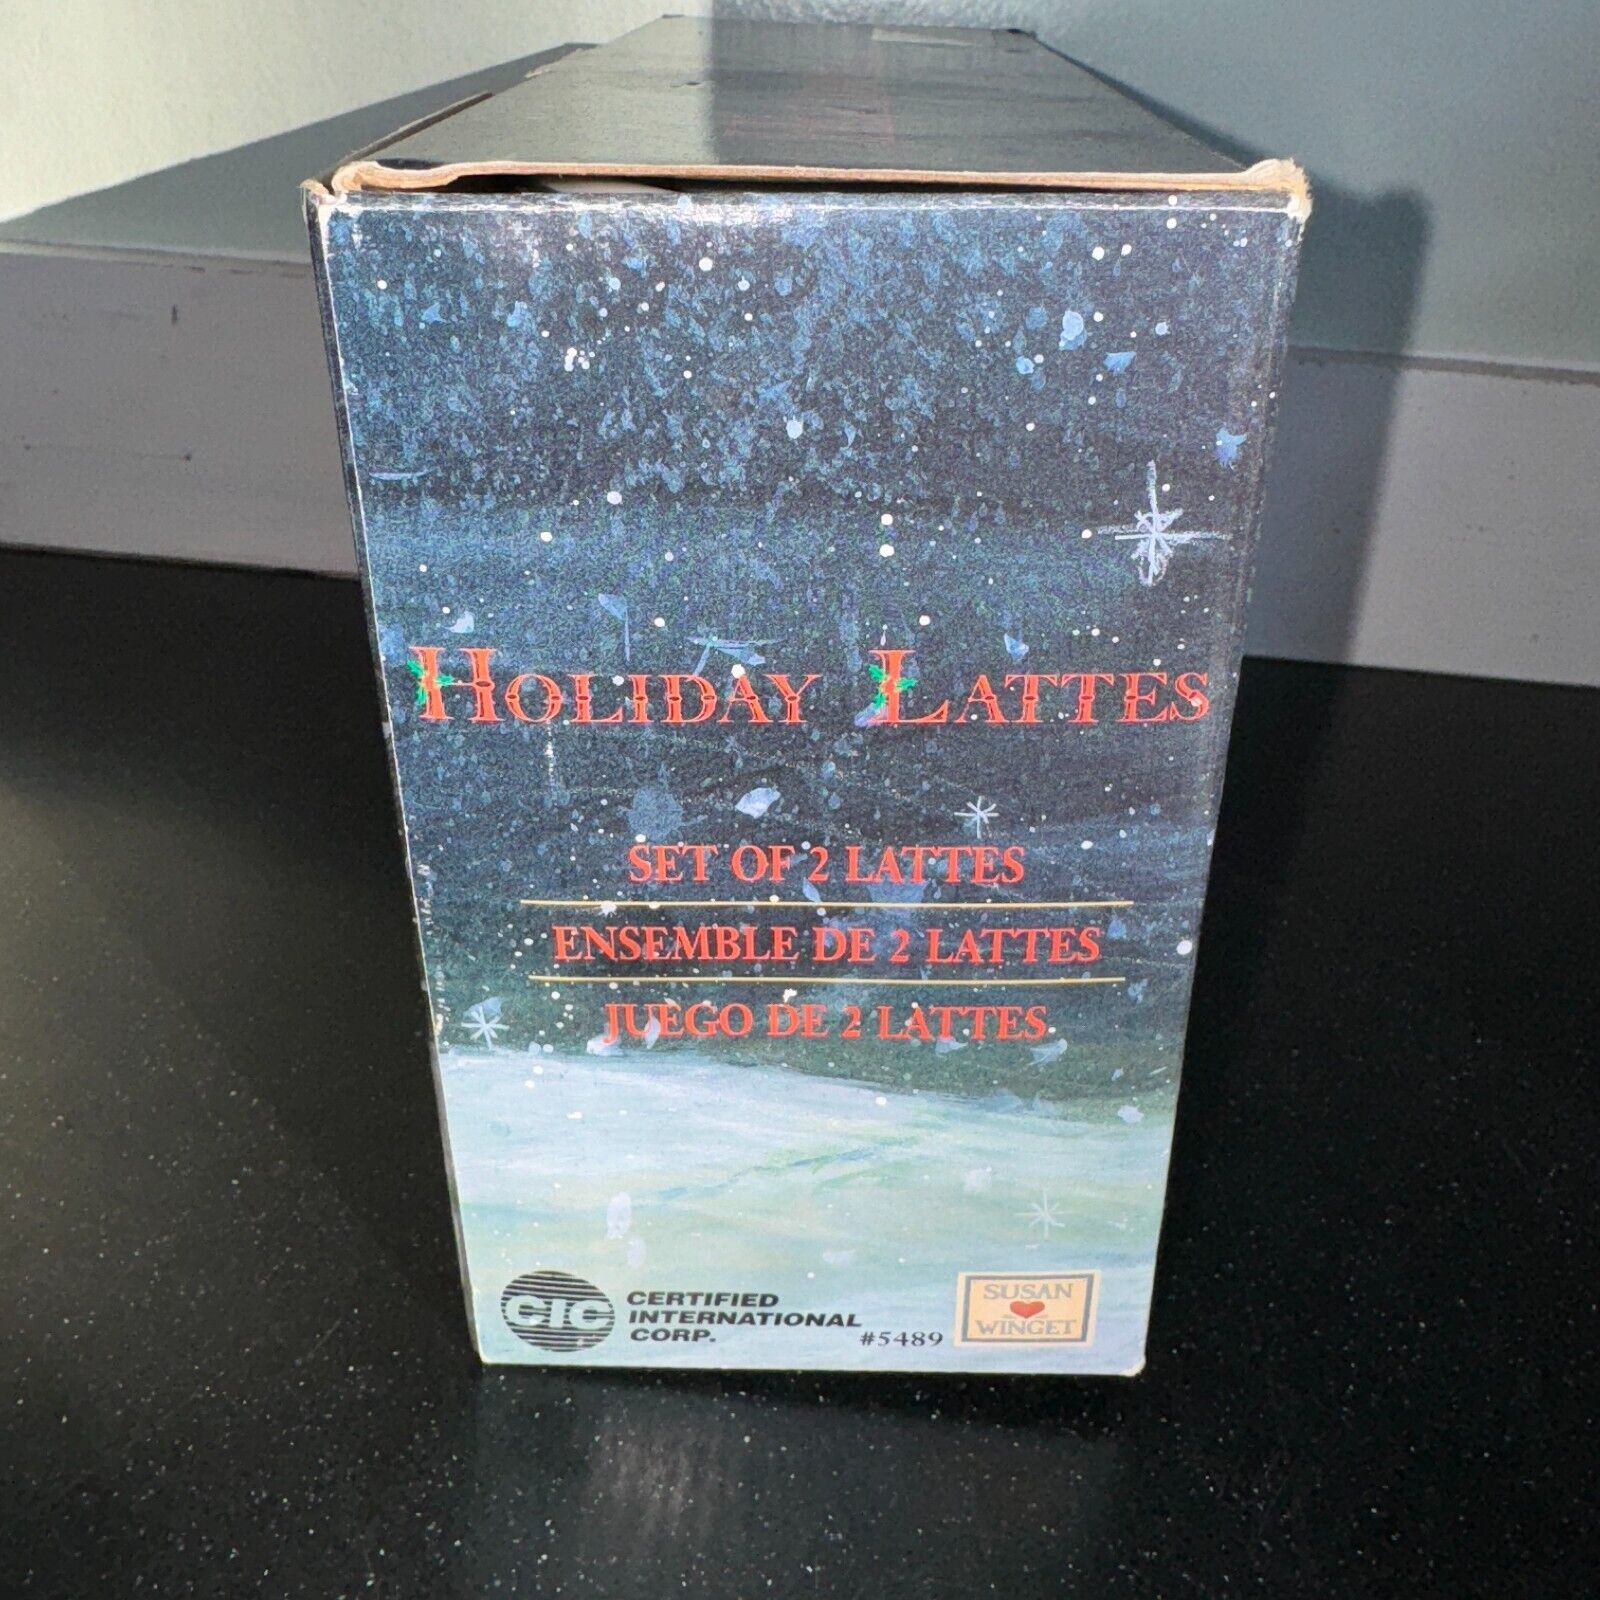 HOLIDAY LATTES
SET OF 2 LATTES
ENSEMBLE DE 2 LATTES
JUEGO DE 2 LATTES
CIC
CERTIFIED
INTERNATIONAL
CORP.
#5489
SUSAN
WINGET